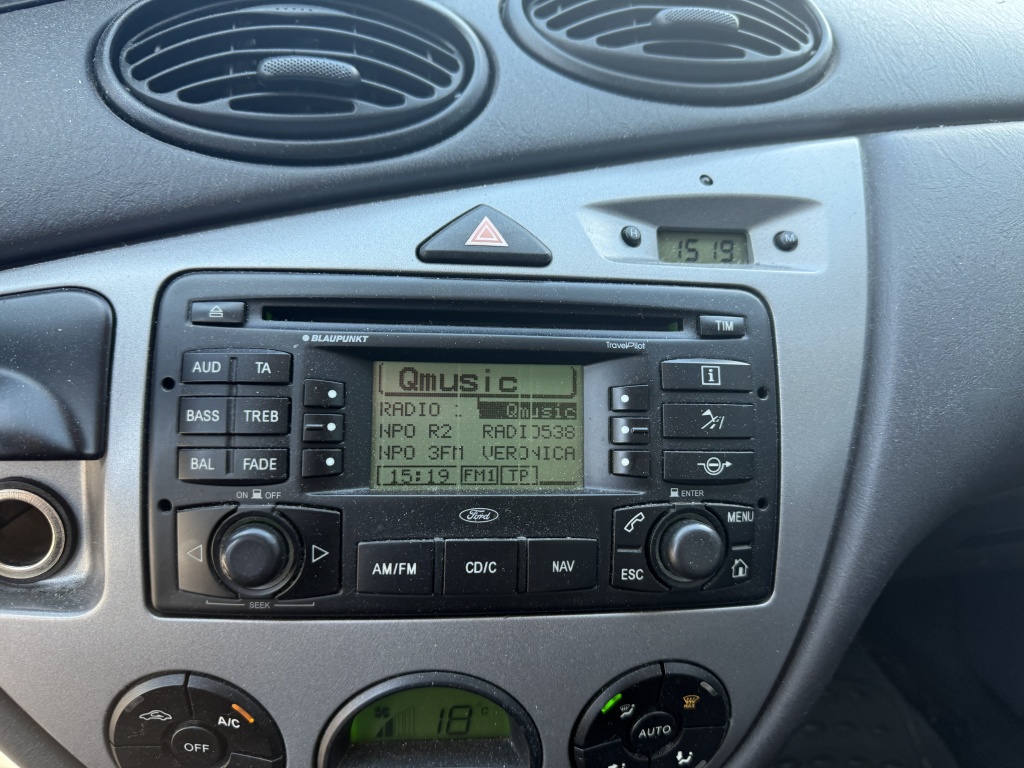 H
15 19
M
TIM
BLAUPUNKT
TravelPilot
AUD TA
BASS TREB
BAL FADE
Qmusic
RADIO : Qmusic
NPO R2 RADIO538
NPO 3FM VERONICA
15:19 FM1 TP
i
ON OFF
Ford
ENTER
MENU
AM/FM CD/C NAV
ESC
SEEK
A/C
OFF
18 °C
MAX
AUTO